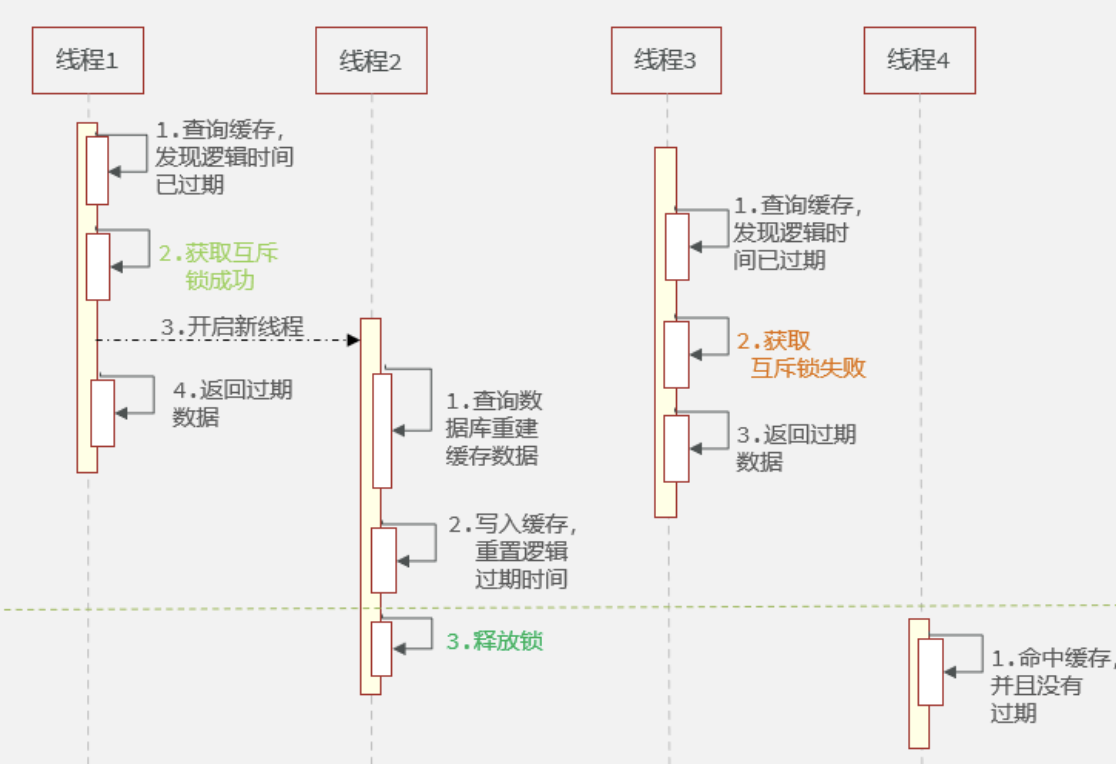 线程1
线程2
线程3
线程4
1.查询缓存,
发现逻辑时间
已过期
2.获取互斥
锁成功
3.开启新线程
4.返回过期
数据
1.查询数
据库重建
缓存数据
2.写入缓存,
重置逻辑
过期时间
3.释放锁
1.查询缓存,
发现逻辑时
间已过期
2.获取
互斥锁失败
3.返回过期
数据
1.命中缓存,
并且没有
过期